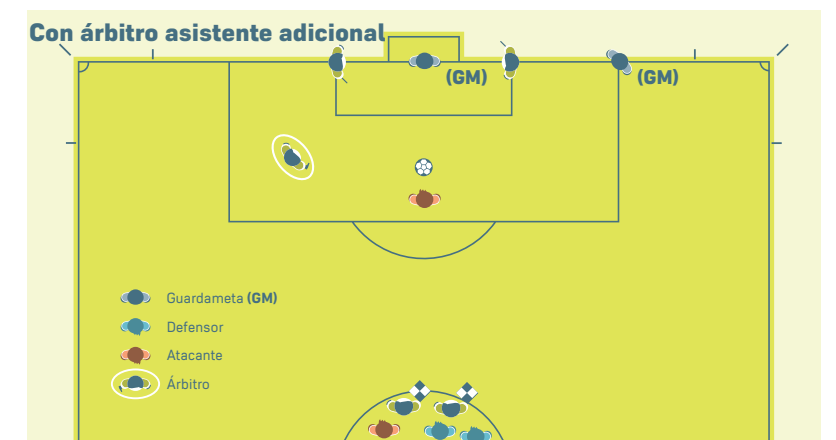 Con árbitro asistente adicional
(GM) (GM)
Guardameta (GM)
Defensor
Atacante
Árbitro